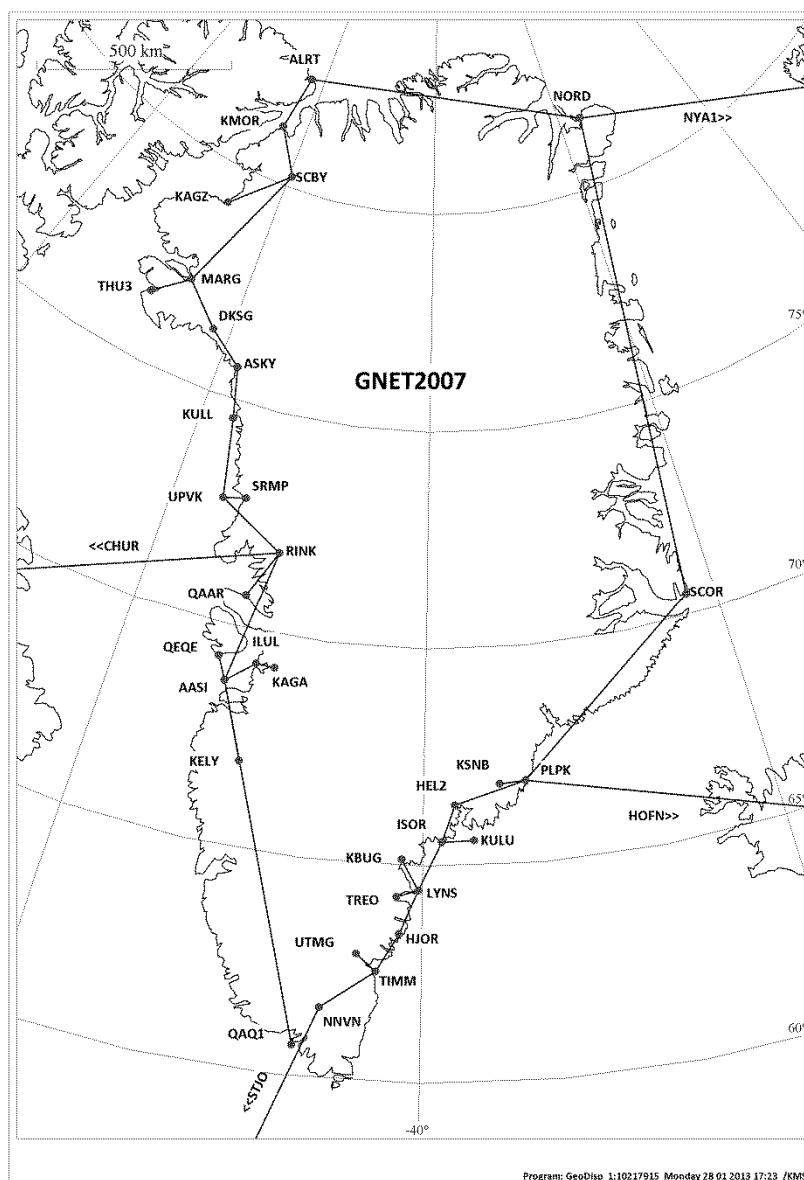 500 km
ALRT
NORD
KMOR
NYA1>>
SCBY
KAGZ
MARG
THU3
DKSG
75°
ASKY
GNET2007
KULL
SRMP
UPVK
<<CHUR
RINK
70°
QAAR
SCOR
ILUL
QEQE
KAGA
AASI
KELY
KSNB
PLPK
HEL2
65°
ISOR
HOFN>>
KULU
KBUG
LYNS
TREO
UTMG
HJOR
TIMM
NNVN
QAQ1
60°
<<STJO
-40°
Program: GeoDisp 1:10217915 Monday 28 01 2013 17:23 /KMS